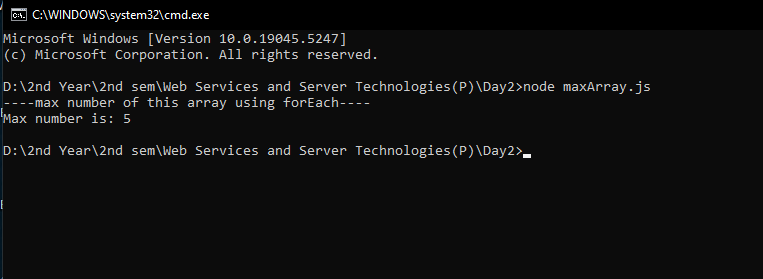 C:\WINDOWS\system32\cmd.exe
Microsoft Windows [Version 10.0.19045.5247]
(c) Microsoft Corporation. All rights reserved.
D:\2nd Year\2nd sem\Web Services and Server Technologies(P)\Day2>node maxArray.js
----max number of this array using forEach----
Max number is: 5
D:\2nd Year\2nd sem\Web Services and Server Technologies(P)\Day2>